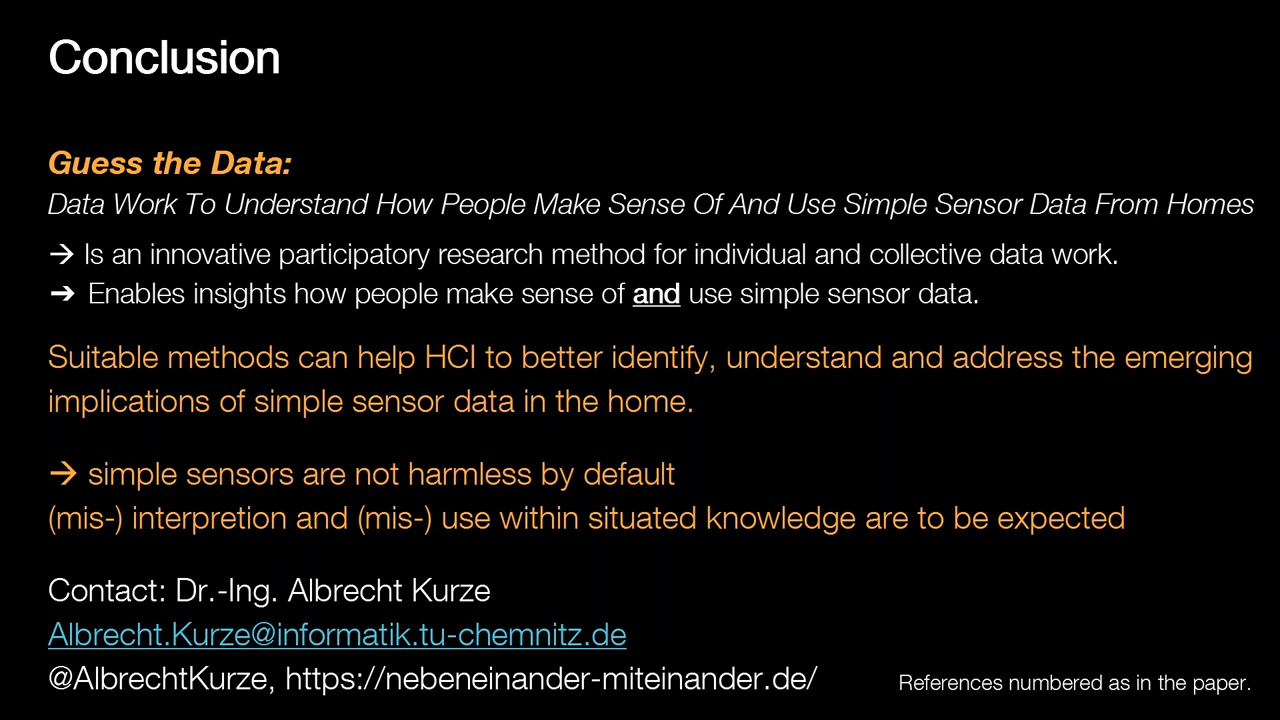 Conclusion
Guess the Data:
Data Work To Understand How People Make Sense Of And Use Simple Sensor Data From Homes
→ Is an innovative participatory research method for individual and collective data work.
➔ Enables insights how people make sense of and use simple sensor data.
Suitable methods can help HCI to better identify, understand and address the emerging
implications of simple sensor data in the home.
→ simple sensors are not harmless by default
(mis-) interpretion and (mis-) use within situated knowledge are to be expected
Contact: Dr.-Ing. Albrecht Kurze
Albrecht.Kurze@informatik.tu-chemnitz.de
@AlbrechtKurze, https://nebeneinander-miteinander.de/
References numbered as in the paper.